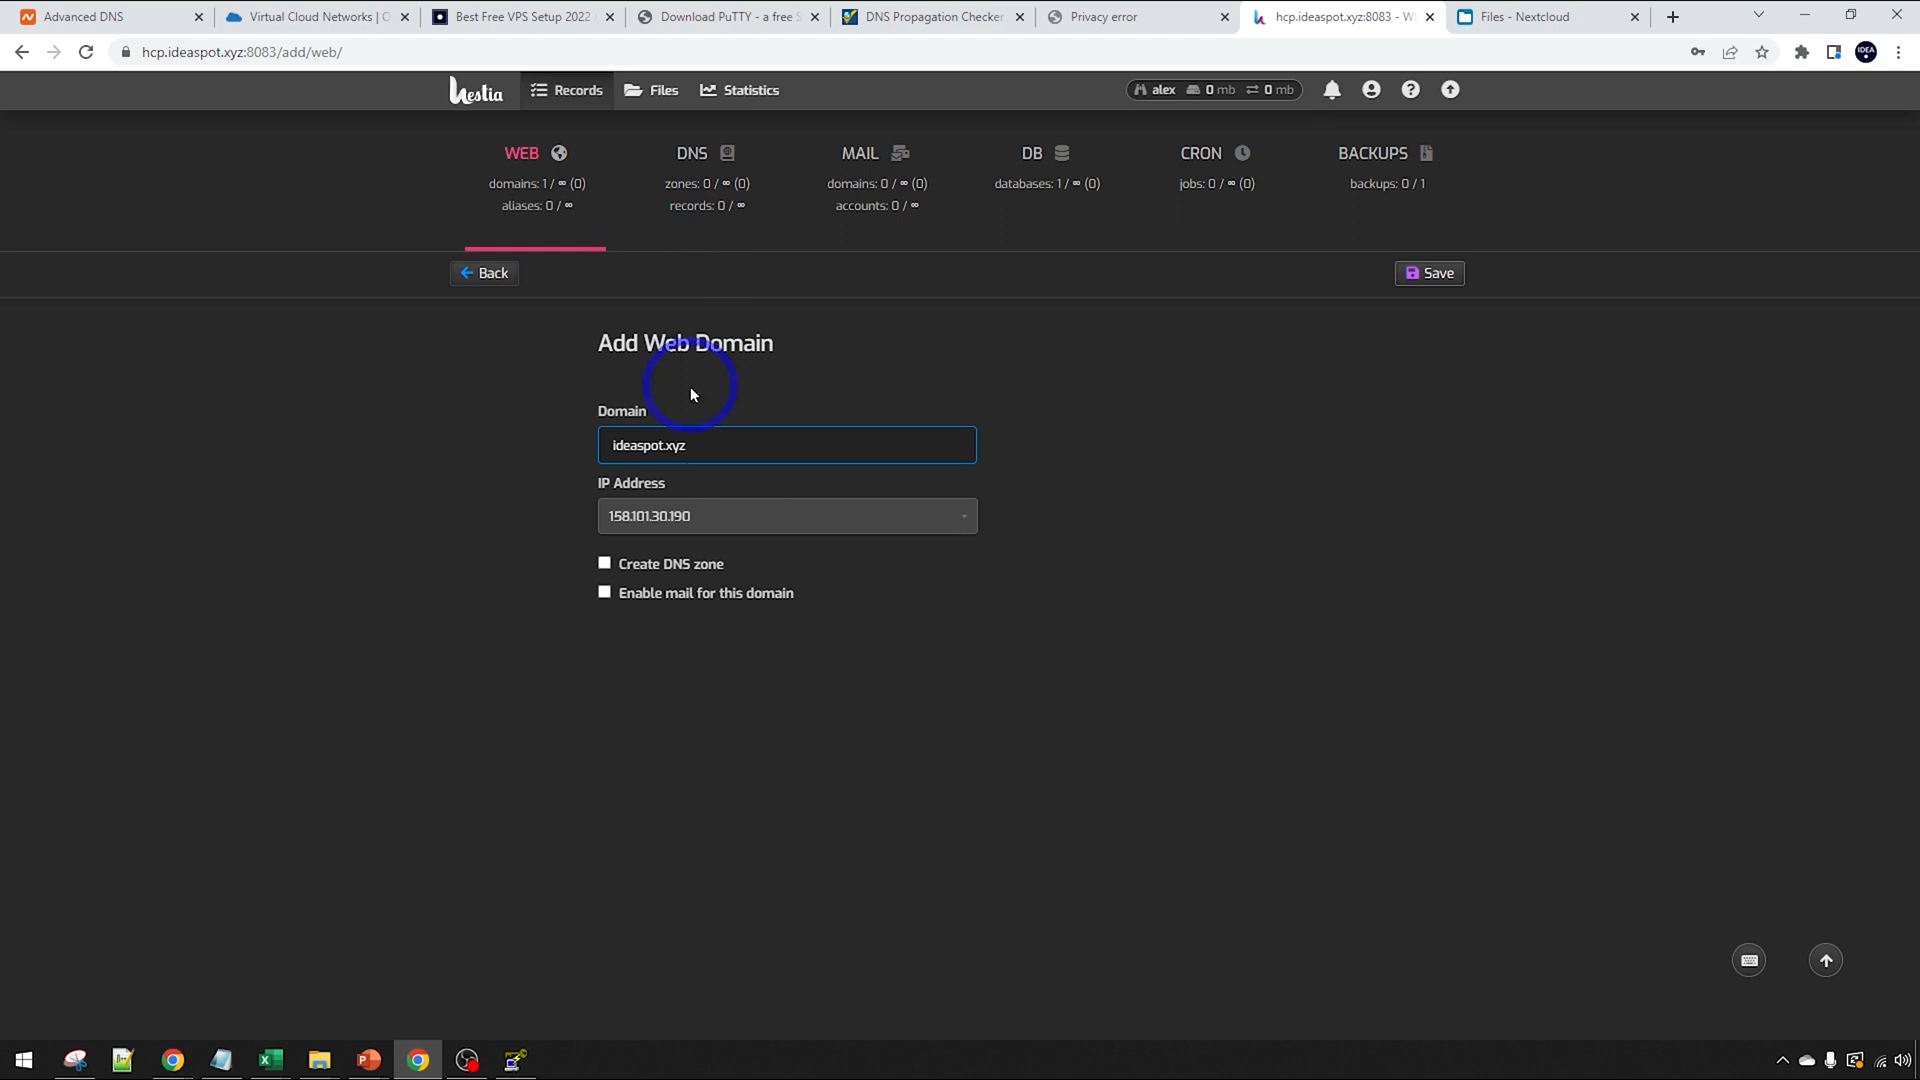 Advanced DNS
Virtual Cloud Networks | O
Best Free VPS Setup 2022
Download PuTTY - a free S
DNS Propagation Checker
Privacy error
hcp.ideaspot.xyz:8083 - W
Files - Nextcloud
hcp.ideaspot.xyz:8083/add/web/
IDEA
hestia
Records
Files
Statistics
alex 0 mb 0 mb
WEB
DNS
MAIL
DB
CRON
BACKUPS
domains: 1 / ∞ (0)
zones: 0 / ∞ (0)
domains: 0 / ∞ (0)
databases: 1 / ∞ (0)
jobs: 0 / ∞ (0)
backups: 0 / 1
aliases: 0 / ∞
records: 0 / ∞
accounts: 0 / ∞
Back
Save
Add Web Domain
Domain
ideaspot.xyz
IP Address
158.101.30.190
Create DNS zone
Enable mail for this domain